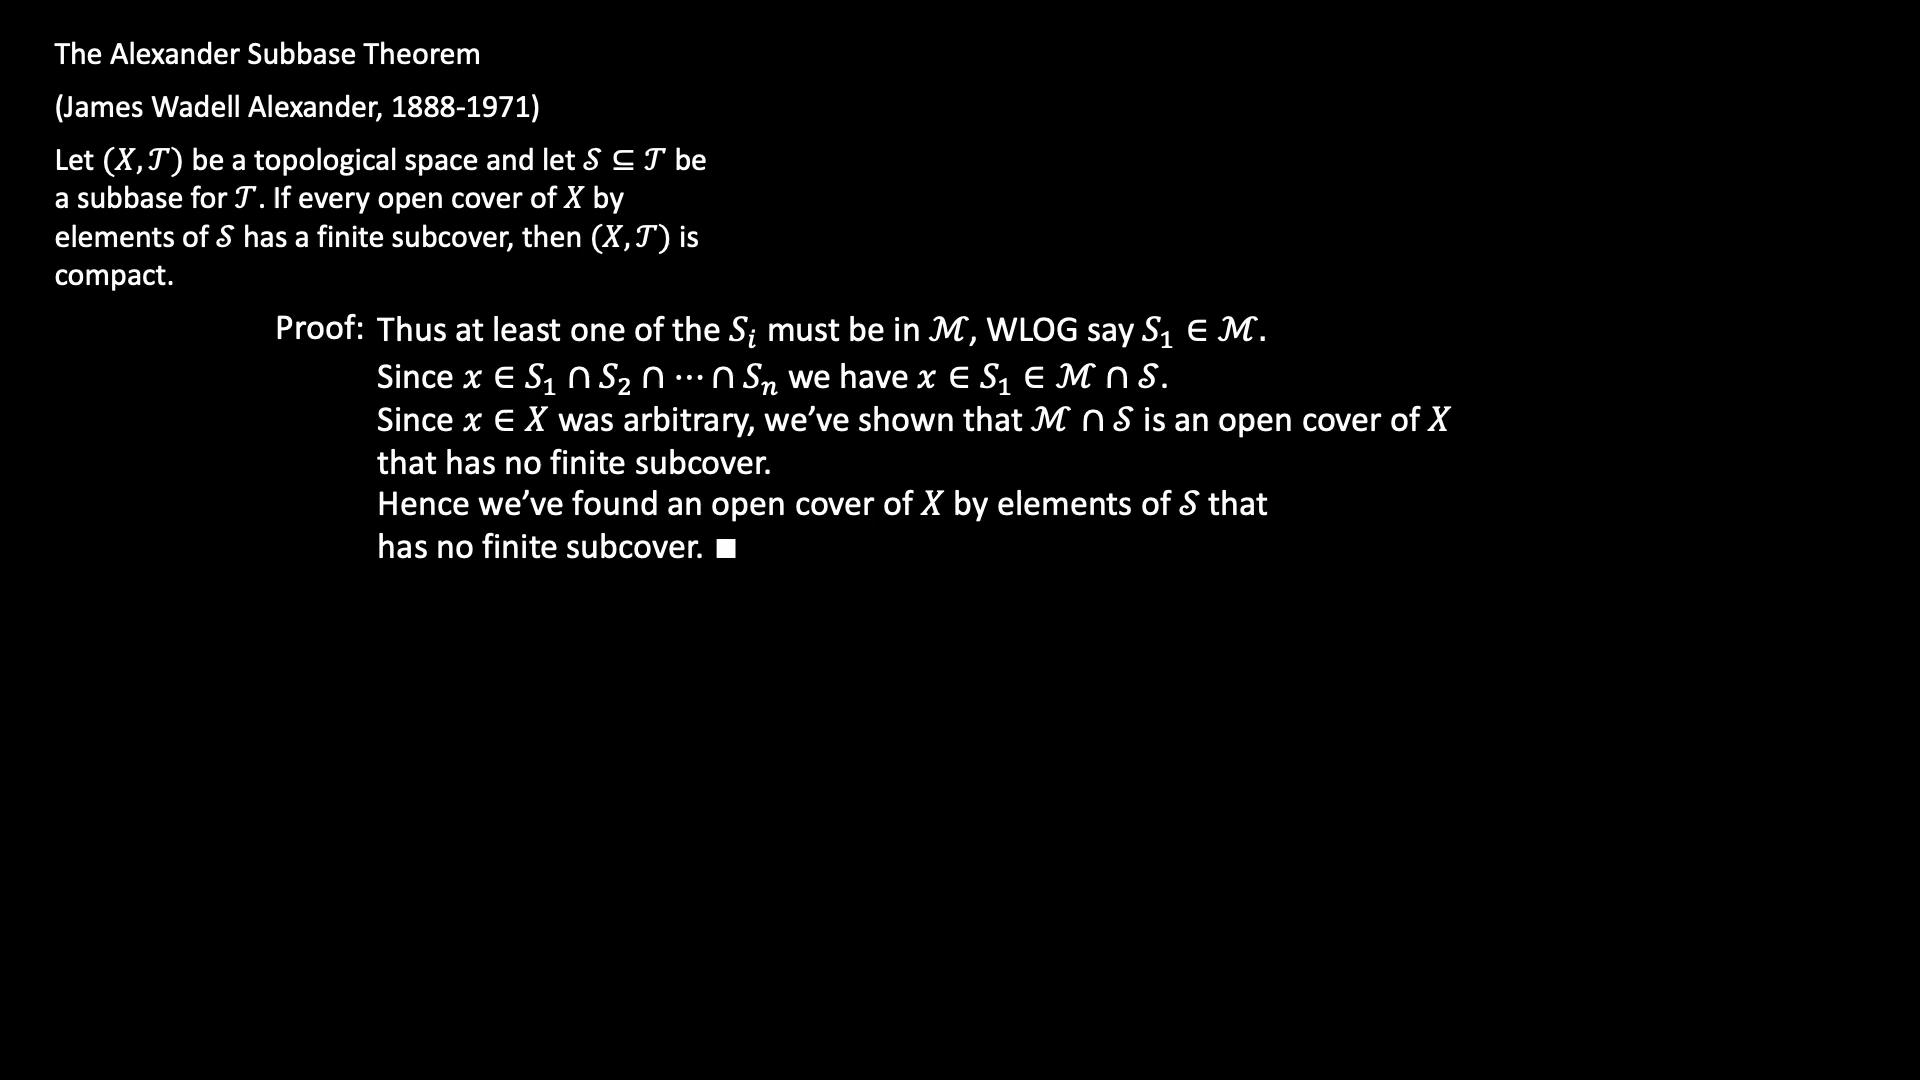 The Alexander Subbase Theorem
(James Wadell Alexander, 1888-1971)
Let (𝑋, 𝒯) be a topological space and let 𝒮 ⊆ 𝒯 be
a subbase for 𝒯. If every open cover of 𝑋 by
elements of 𝒮 has a finite subcover, then (𝑋, 𝒯) is
compact.
Proof: Thus at least one of the 𝑆ᵢ must be in ℳ, WLOG say 𝑆₁ ∈ ℳ.
Since 𝑥 ∈ 𝑆₁ ∩ 𝑆₂ ∩ ⋯ ∩ 𝑆ₙ we have 𝑥 ∈ 𝑆₁ ∈ ℳ ∩ 𝒮.
Since 𝑥 ∈ 𝑋 was arbitrary, we’ve shown that ℳ ∩ 𝒮 is an open cover of 𝑋
that has no finite subcover.
Hence we’ve found an open cover of 𝑋 by elements of 𝒮 that
has no finite subcover. ■